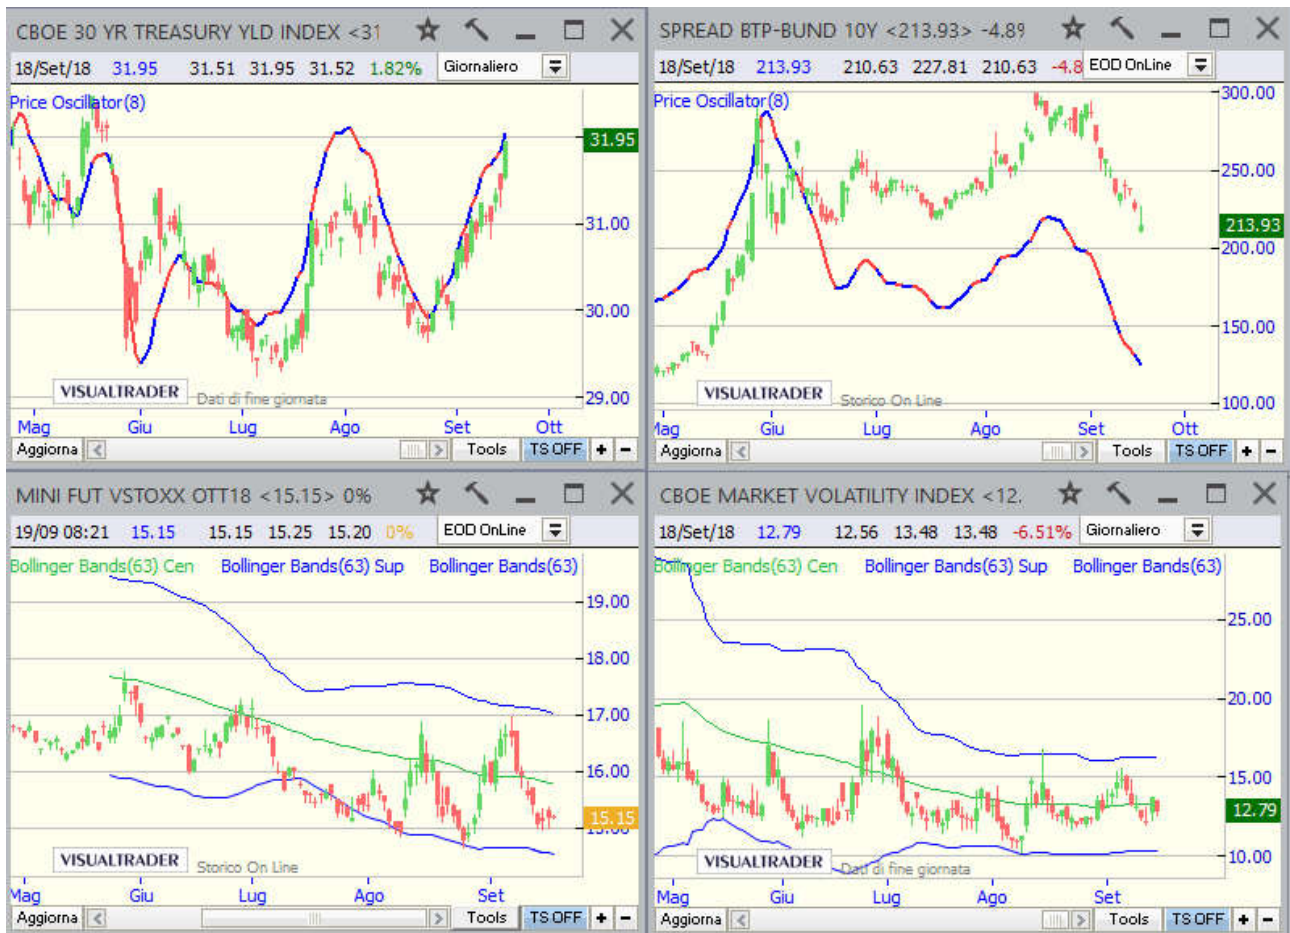 CBOE 30 YR TREASURY YLD INDEX <31
18/Set/18 31.95 31.51 31.95 31.52 1.82% Giornaliero
Price Oscillator(8)
31.95
31.00
30.00
29.00
VISUALTRADER
Dati di fine giornata
Mag Giu Lug Ago Set Ott
Aggiorna Tools TS OFF + -
SPREAD BTP-BUND 10Y <213.93> -4.89
18/Set/18 213.93 210.63 227.81 210.63 -4.8 EOD OnLine
Price Oscillator(8)
300.00
250.00
213.93
200.00
150.00
100.00
VISUALTRADER
Storico On Line
Mag Giu Lug Ago Set Ott
Aggiorna Tools TS OFF + -
MINI FUT VSTOXX OTT18 <15.15> 0%
19/09 08:21 15.15 15.15 15.25 15.20 0% EOD OnLine
Bollinger Bands(63) Cen Bollinger Bands(63) Sup Bollinger Bands(63)
19.00
18.00
17.00
16.00
15.15
15.00
VISUALTRADER
Storico On Line
Mag Giu Lug Ago Set
Aggiorna Tools TS OFF + -
CBOE MARKET VOLATILITY INDEX <12.
18/Set/18 12.79 12.56 13.48 13.48 -6.51% Giornaliero
Bollinger Bands(63) Cen Bollinger Bands(63) Sup Bollinger Bands(63)
25.00
20.00
15.00
12.79
10.00
VISUALTRADER
Dati di fine giornata
Mag Giu Lug Ago Set
Aggiorna Tools TS OFF + -